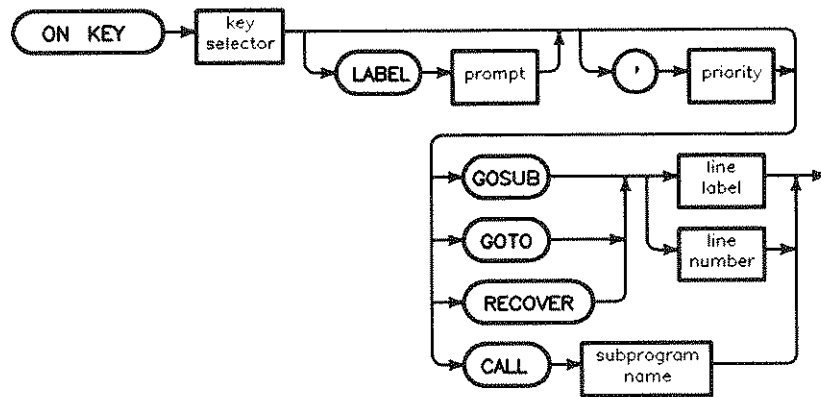 ON KEY
key
selector
LABEL
prompt
,
priority
GOSUB
line
label
GOTO
line
number
RECOVER
CALL
subprogram
name